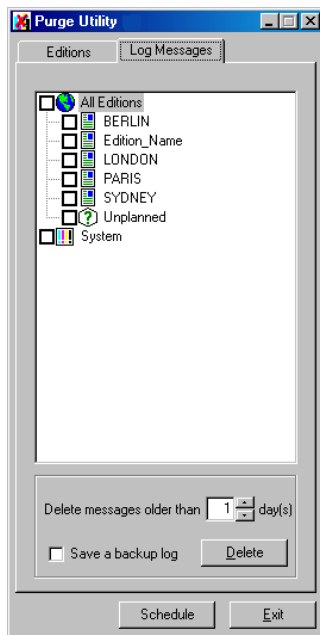 Purge Utility
Editions
Log Messages
All Editions
BERLIN
Edition_Name
LONDON
PARIS
SYDNEY
Unplanned
System
Delete messages older than 1 day(s)
Save a backup log
Delete
Schedule
Exit